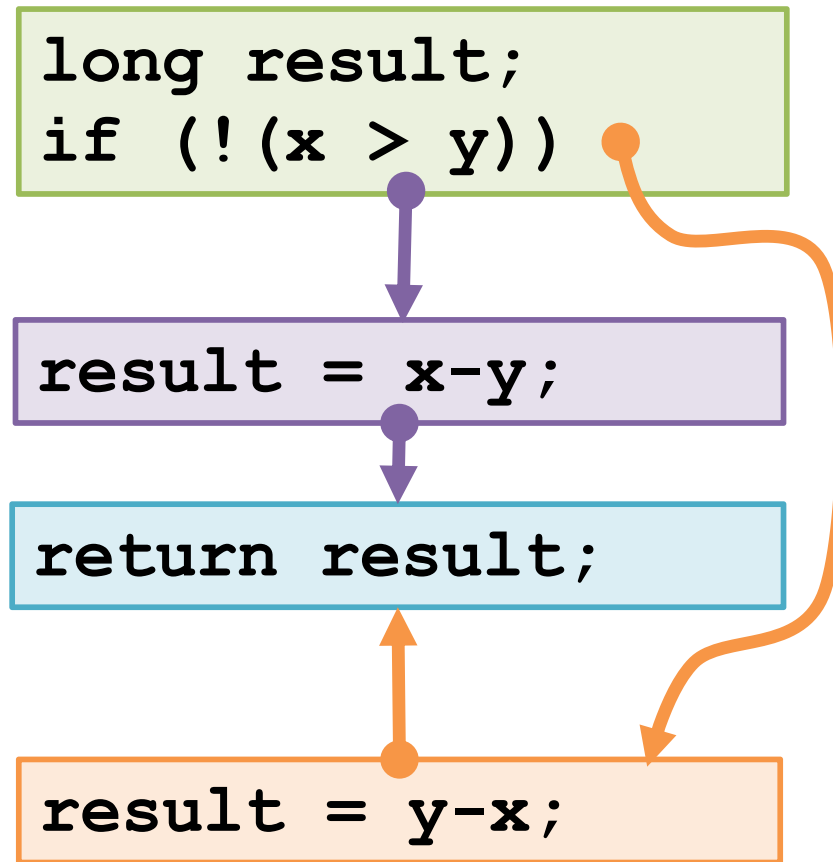 long result;
if (!(x > y))
result = x-y;
return result;
result = y-x;